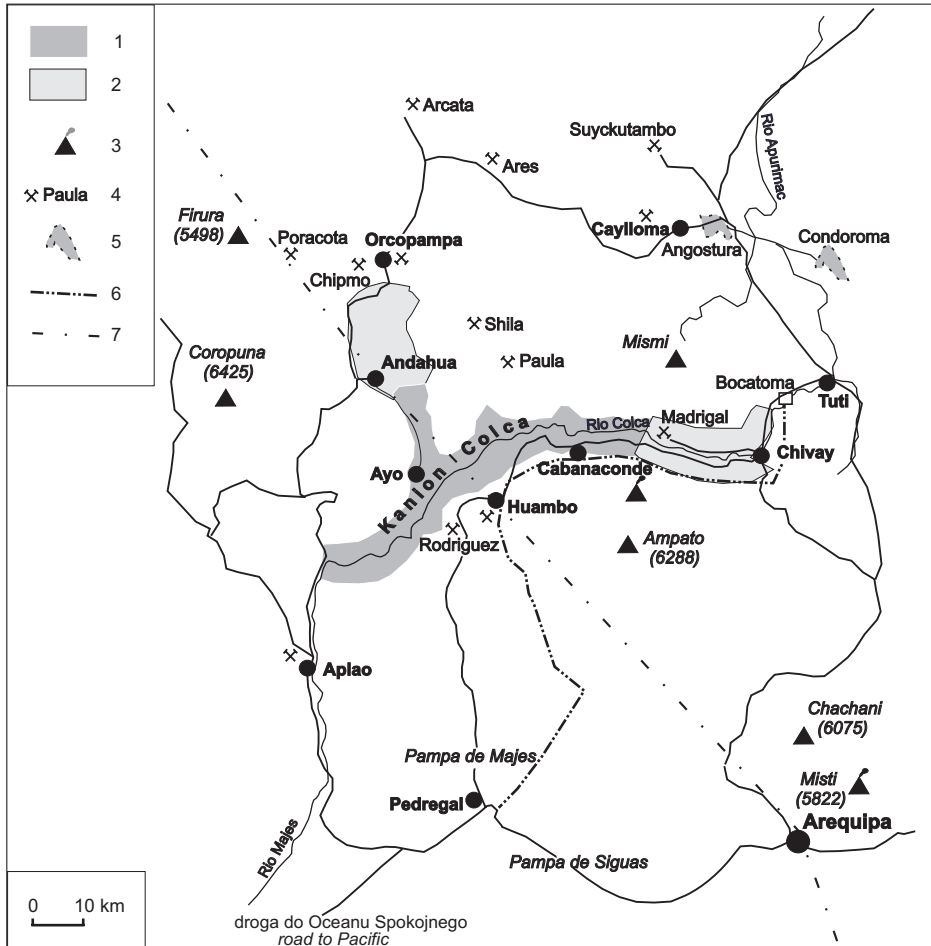 1
2
3
Paula 4
5
6
7
Arcata
Suyckutambo
Ares
Rio Apurimac
Firura
(5498)
Poracota
Orcopampa
Chipmo
Caylloma
Angostura
Condoroma
Shila
Paula
Mismi
Coropuna
(6425)
Andahua
Bocatoma
Tuti
Madrigal
Rio Colca
Kanion Colca
Chivay
Ayo
Cabanaconde
Huambo
Rodriguez
Ampato
(6288)
Aplao
Chachani
(6075)
Pampa de Majes
Misti
(5822)
Pedregal
Arequipa
Rio Majes
Pampa de Siguas
0 10 km
droga do Oceanu Spokojnego
road to Pacific